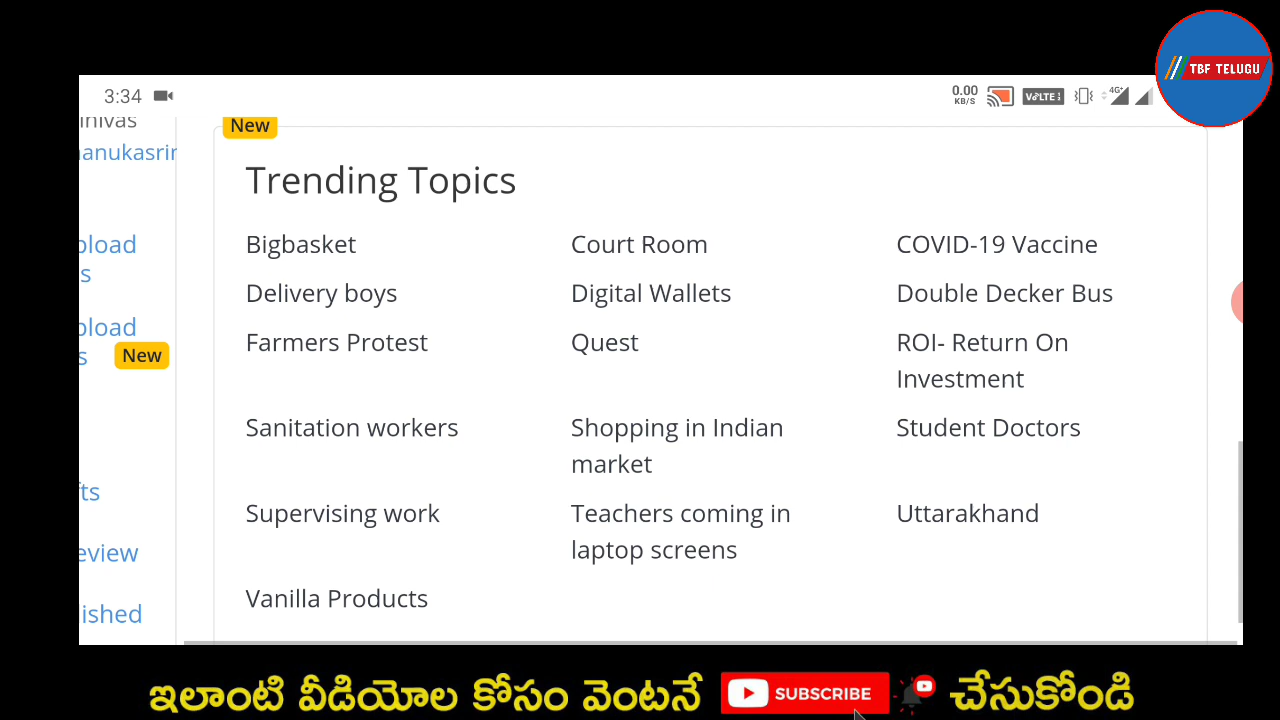 TBF TELUGU
3:34
0.00
KB/S
VoLTE
4G+
New
Trending Topics
Bigbasket
Court Room
COVID-19 Vaccine
Delivery boys
Digital Wallets
Double Decker Bus
Farmers Protest
Quest
ROI- Return On
Investment
New
Sanitation workers
Shopping in Indian
market
Student Doctors
Supervising work
Teachers coming in
laptop screens
Uttarakhand
Vanilla Products
ఇలాంటి వీడియోల కోసం వెంటనే SUBSCRIBE చేసుకోండి